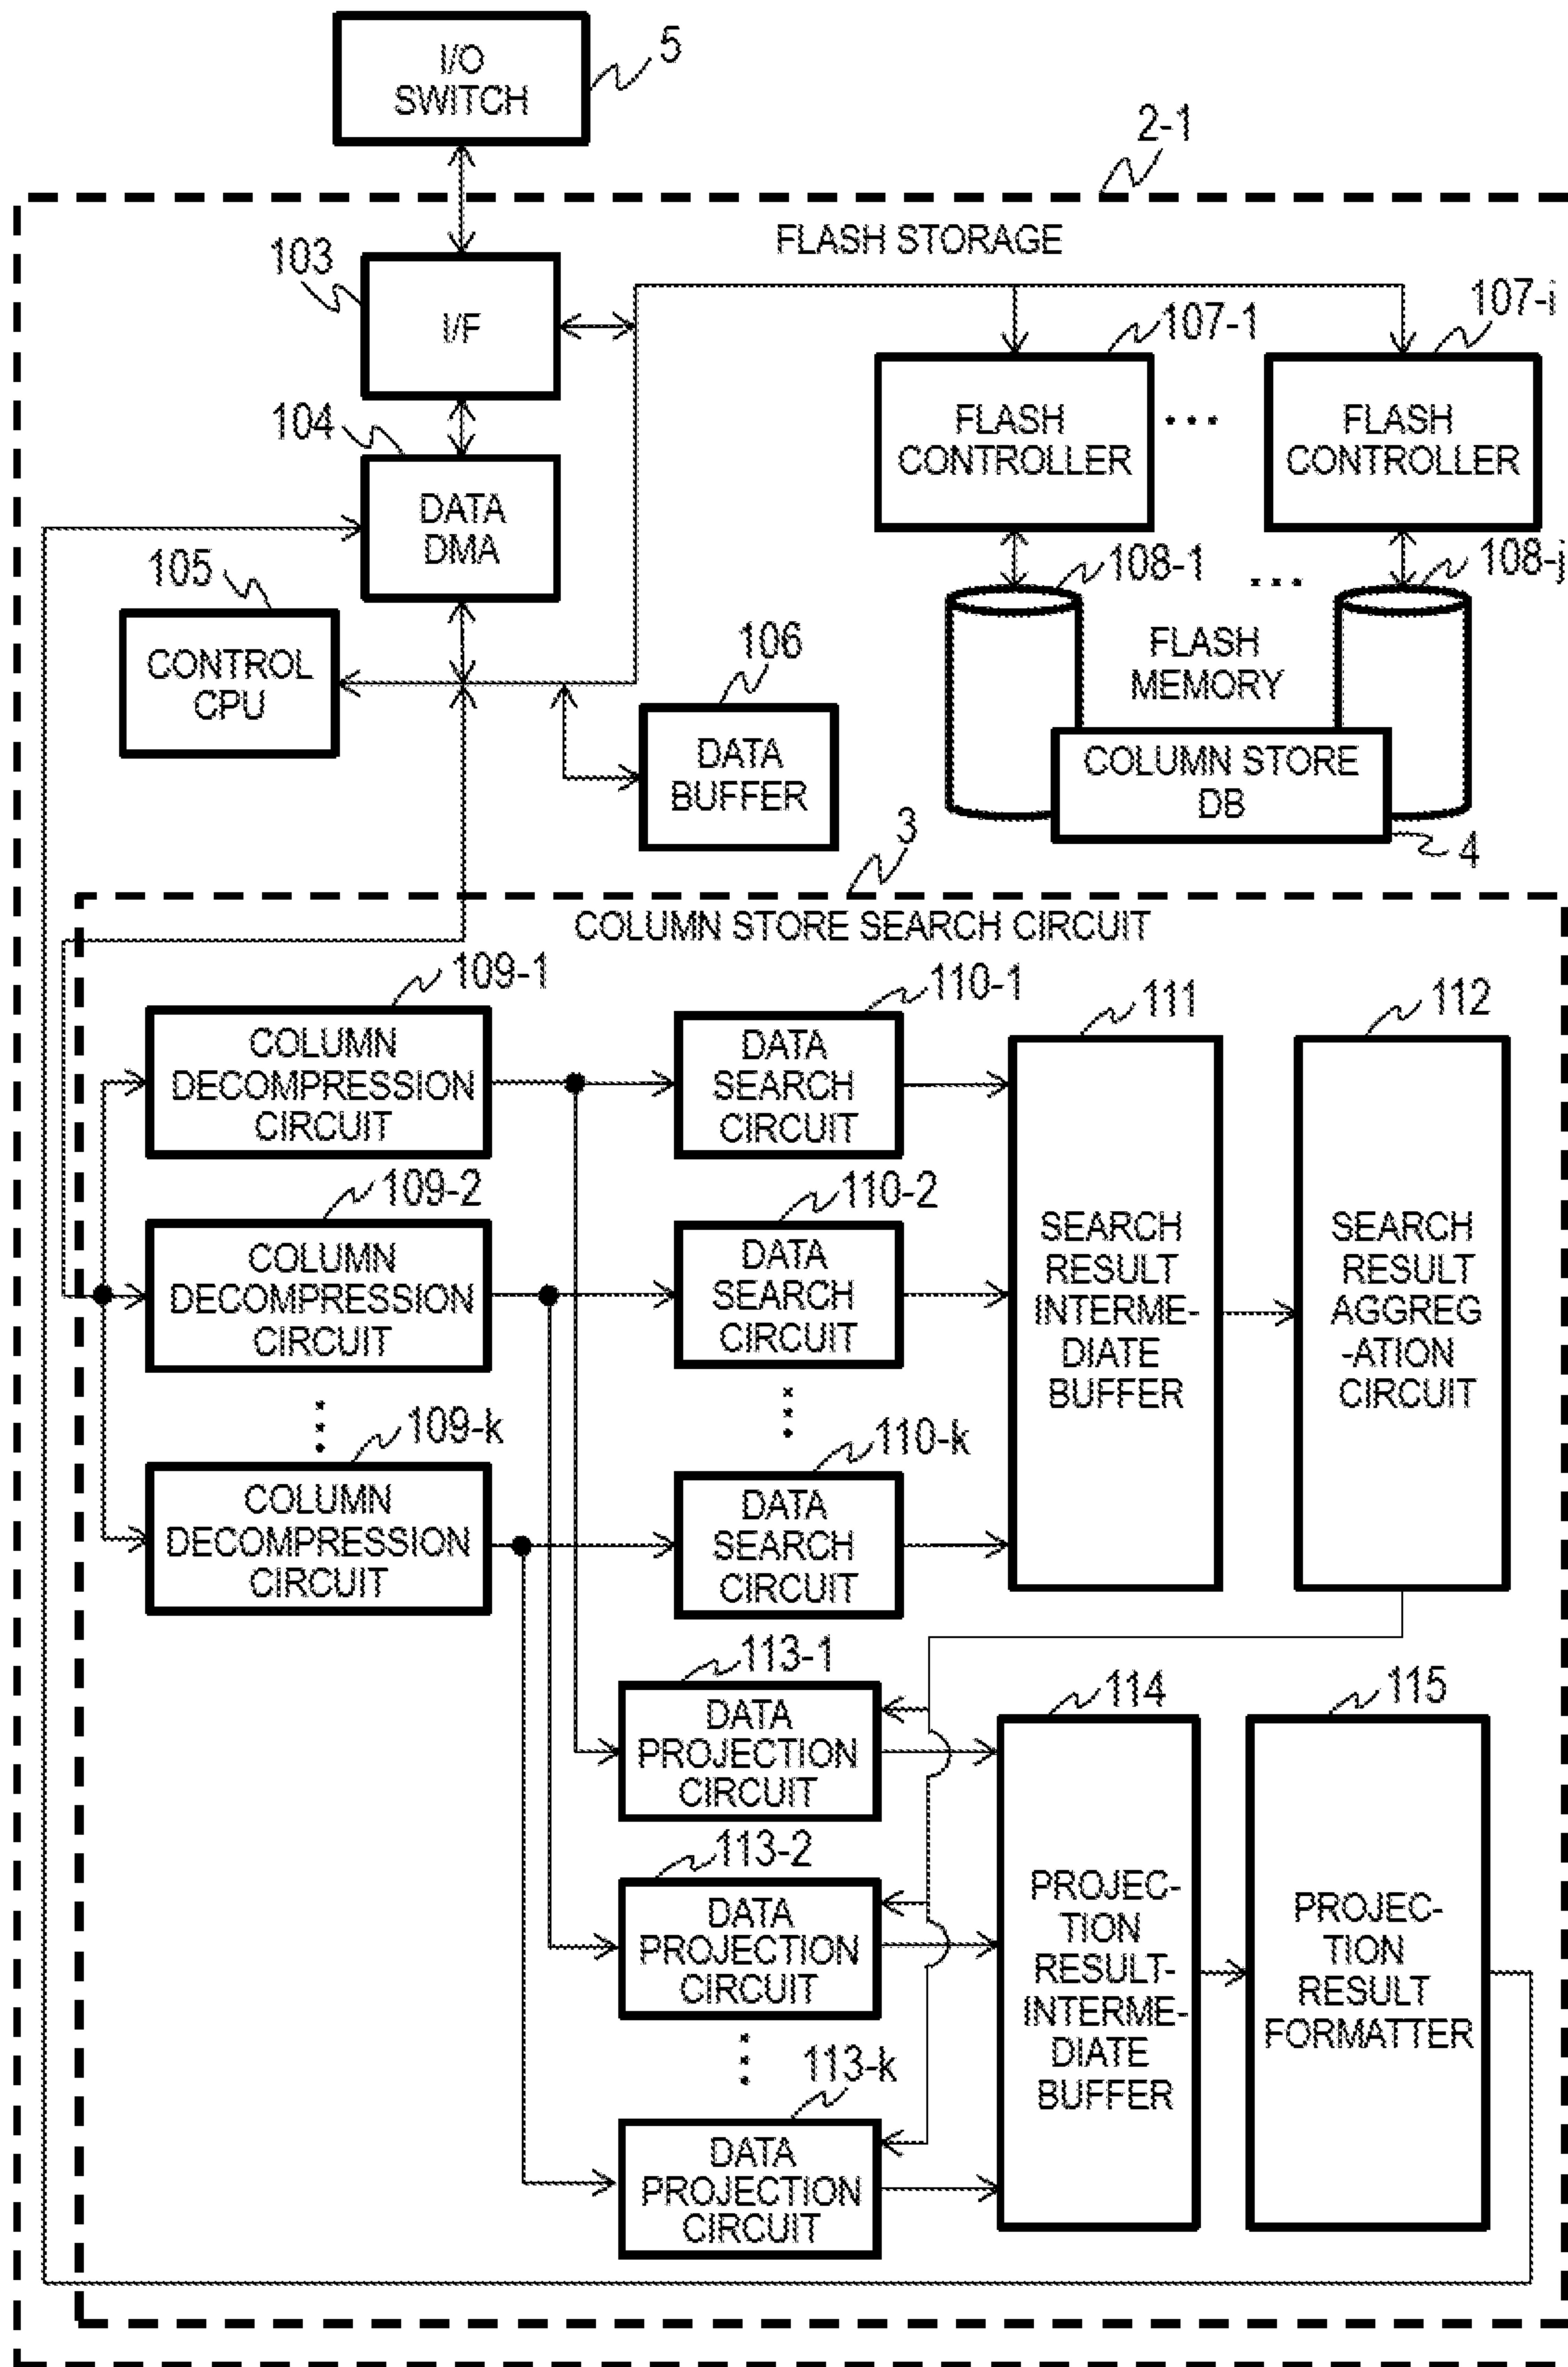 I/O
SWITCH
5
2-1
FLASH STORAGE
103
I/F
107-1
107-i
FLASH
CONTROLLER
...
FLASH
CONTROLLER
104
DATA
DMA
105
CONTROL
CPU
106
DATA
BUFFER
108-1
...
108-j
FLASH
MEMORY
COLUMN STORE
DB
4
3
COLUMN STORE SEARCH CIRCUIT
109-1
COLUMN
DECOMPRESSION
CIRCUIT
110-1
DATA
SEARCH
CIRCUIT
111
SEARCH
RESULT
INTERME-
DIATE
BUFFER
112
SEARCH
RESULT
AGGREG
-ATION
CIRCUIT
109-2
COLUMN
DECOMPRESSION
CIRCUIT
110-2
DATA
SEARCH
CIRCUIT
109-k
COLUMN
DECOMPRESSION
CIRCUIT
110-k
DATA
SEARCH
CIRCUIT
113-1
DATA
PROJECTION
CIRCUIT
114
PROJEC-
TION
RESULT-
INTERME-
DIATE
BUFFER
115
PROJEC-
TION
RESULT
FORMATTER
113-2
DATA
PROJECTION
CIRCUIT
113-k
DATA
PROJECTION
CIRCUIT